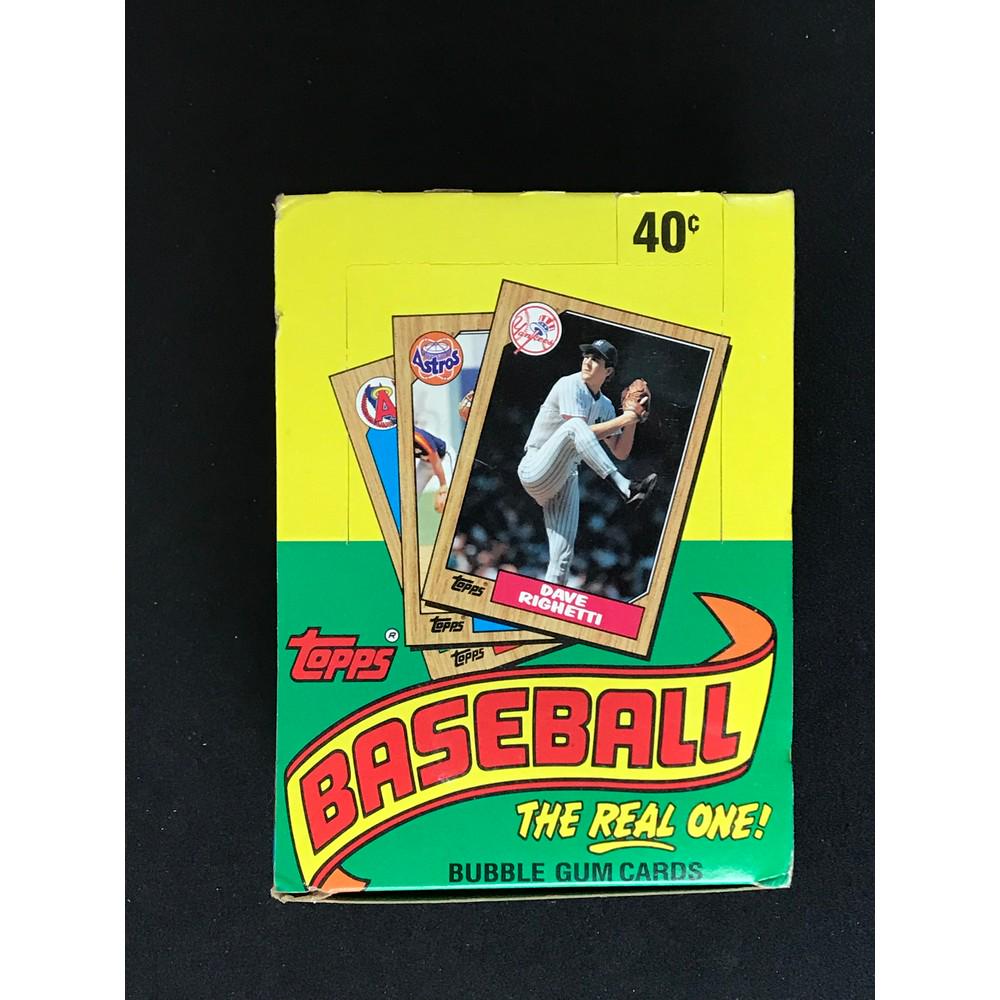 40¢
Yankees
Astros
A
topps
DAVE
RIGHETTI
topps
topps
topps ®
BASEBALL
THE REAL ONE!
BUBBLE GUM CARDS